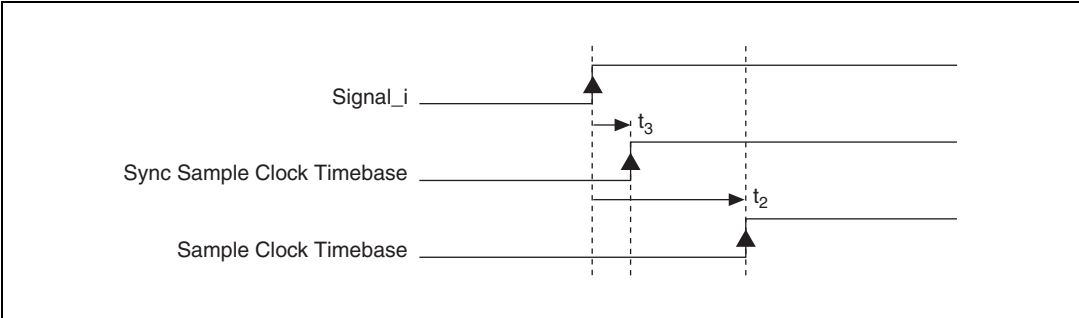 Signal_i
t3
Sync Sample Clock Timebase
t2
Sample Clock Timebase